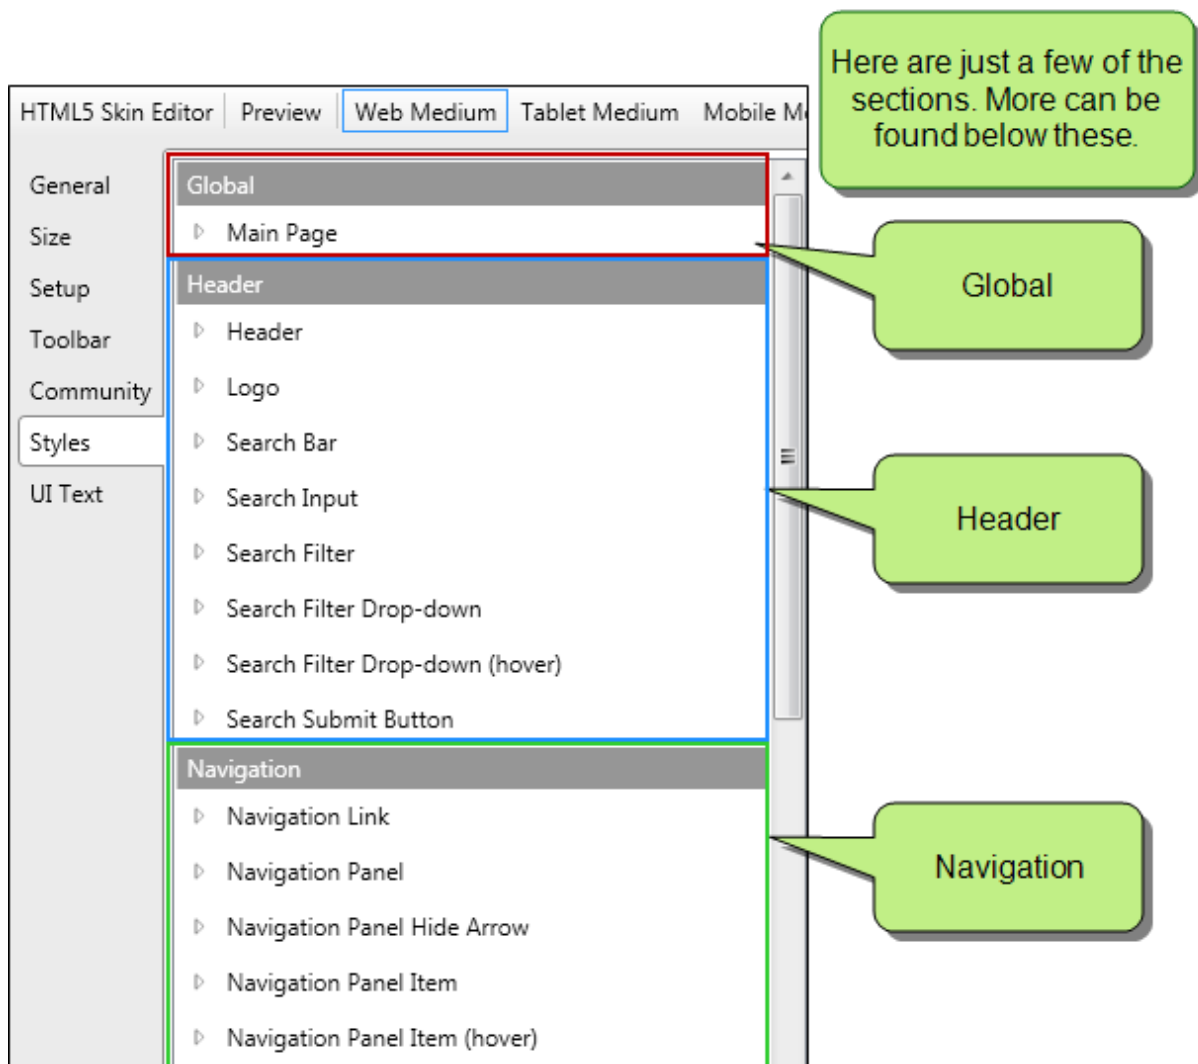 Here are just a few of the
sections. More can be
found below these.
HTML5 Skin Editor Preview Web Medium Tablet Medium Mobile
General
Size
Setup
Toolbar
Community
Styles
UI Text
Global
Main Page
Header
Header
Logo
Search Bar
Search Input
Search Filter
Search Filter Drop-down
Search Filter Drop-down (hover)
Search Submit Button
Navigation
Navigation Link
Navigation Panel
Navigation Panel Hide Arrow
Navigation Panel Item
Navigation Panel Item (hover)
Global
Header
Navigation